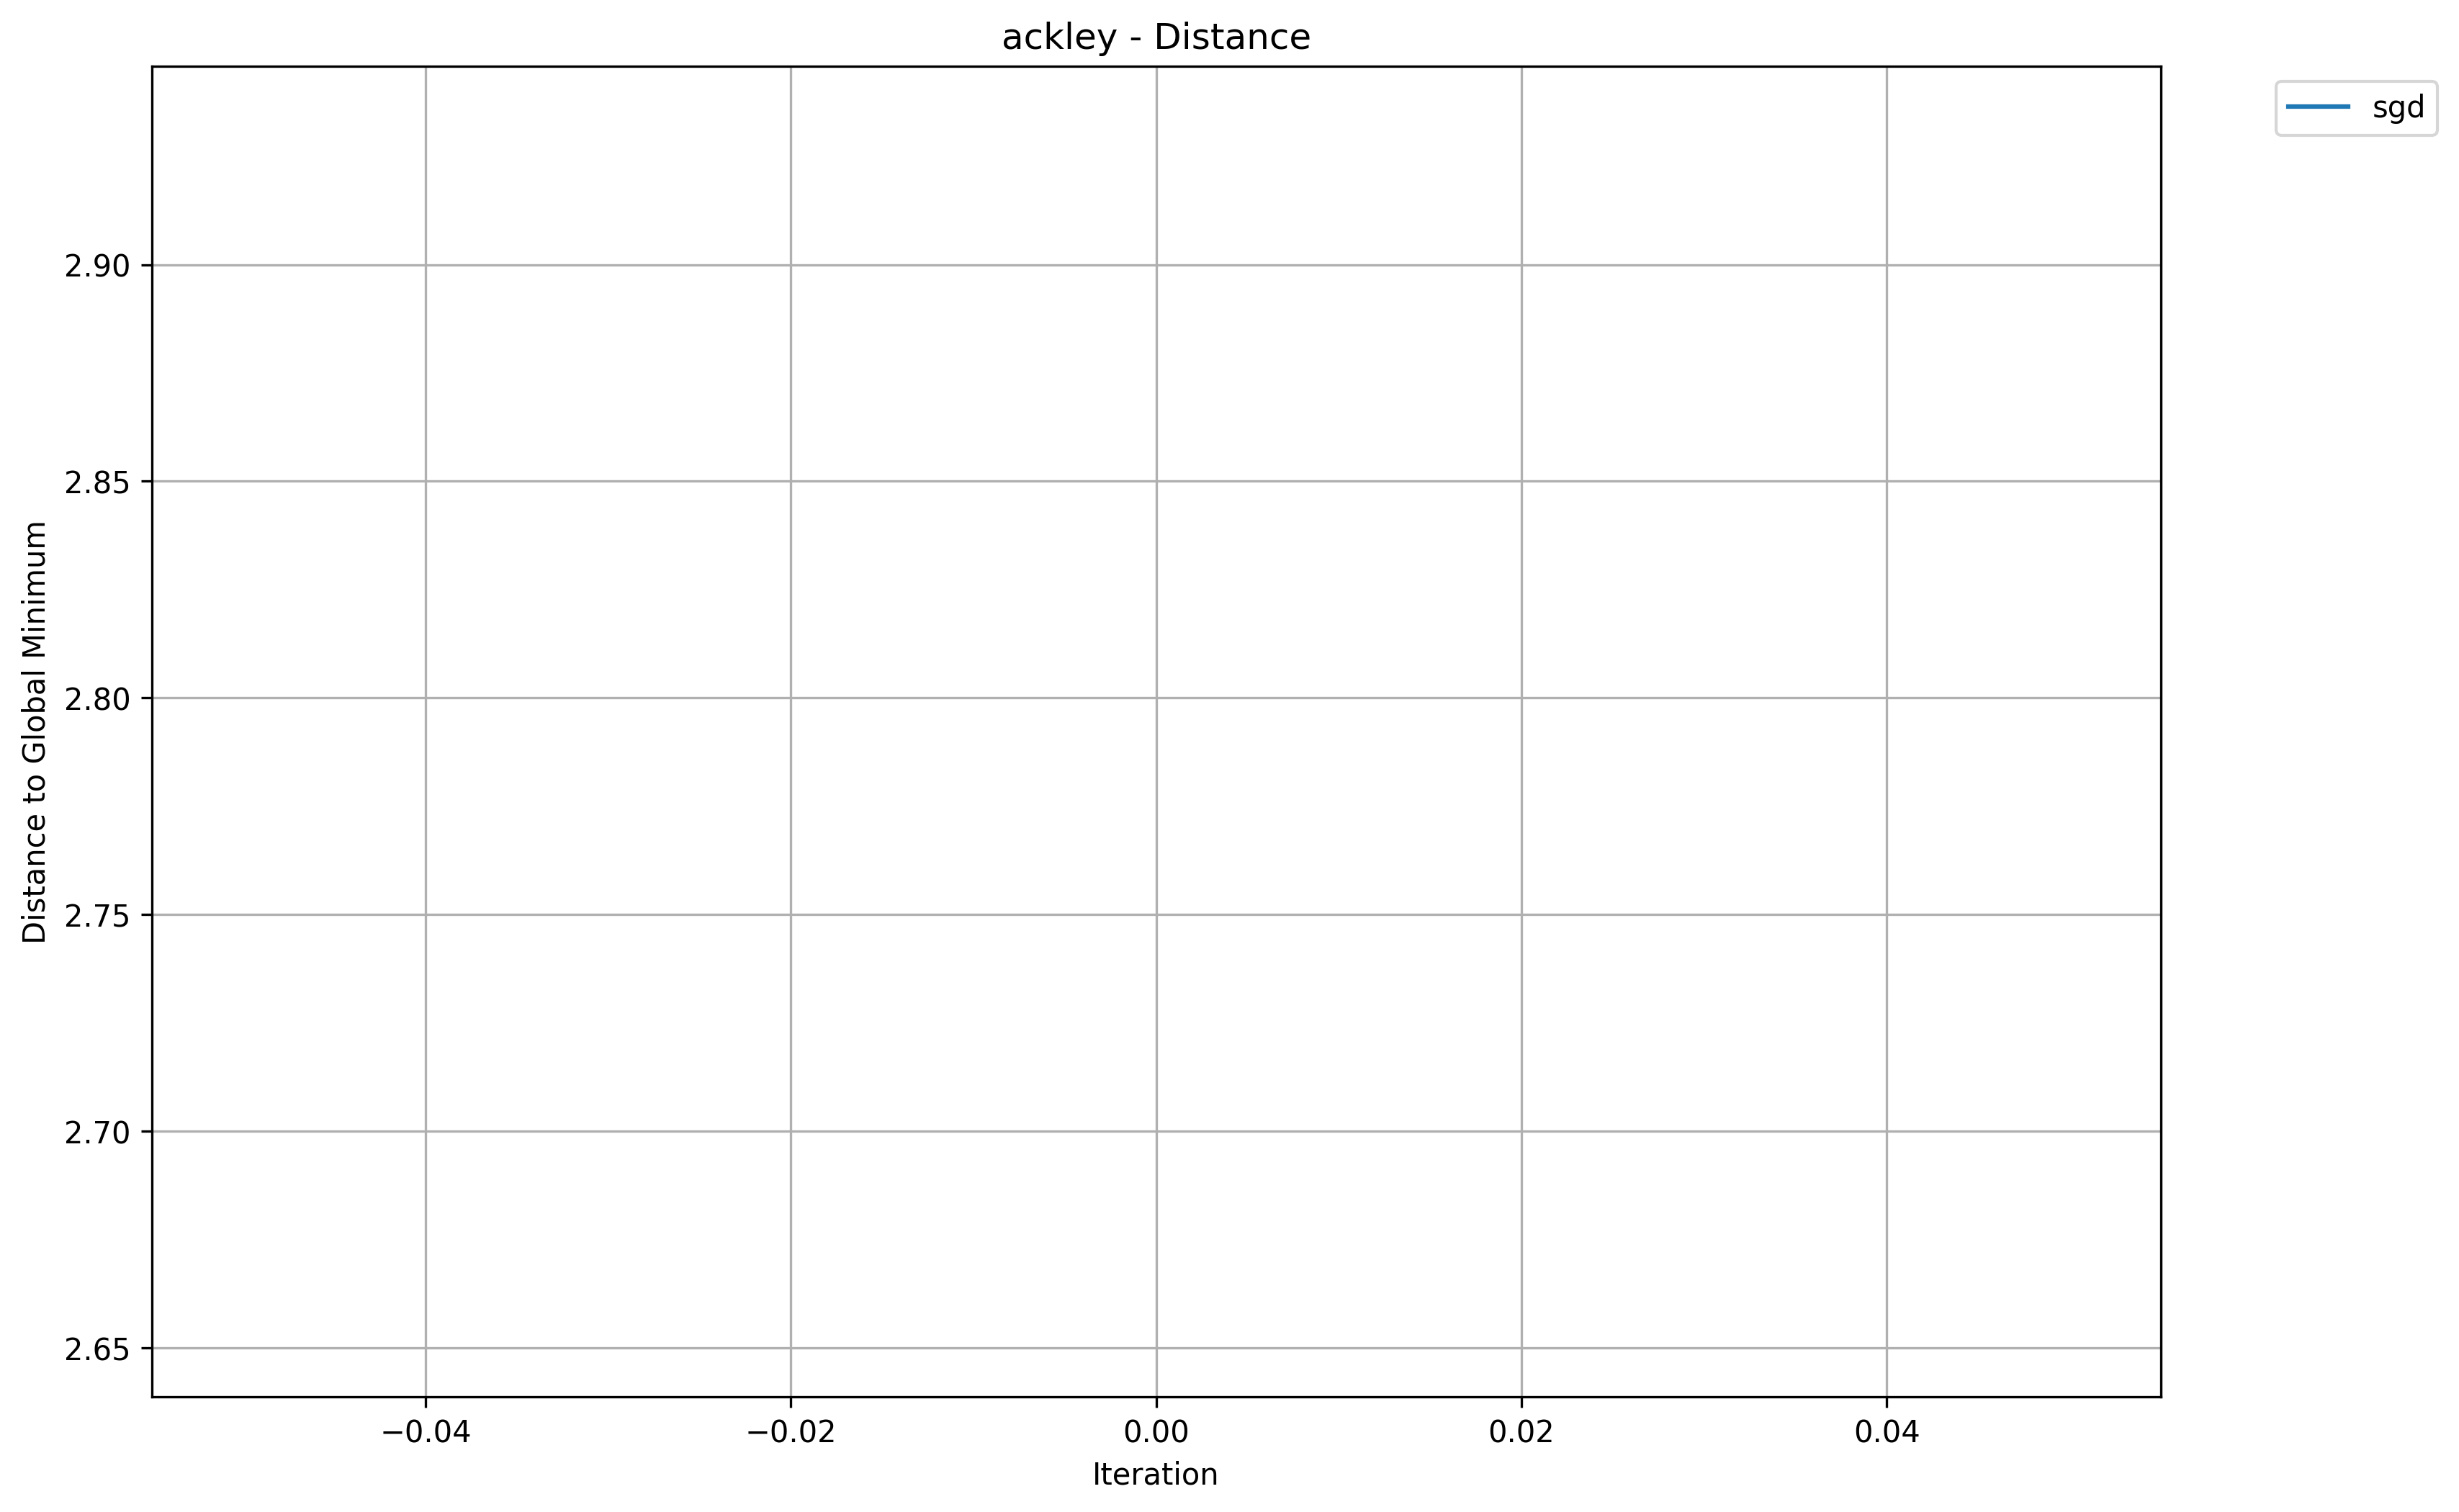 ackley - Distance
sgd
2.90
2.85
2.80
2.75
2.70
2.65
Distance to Global Minimum
−0.04
−0.02
0.00
0.02
0.04
Iteration